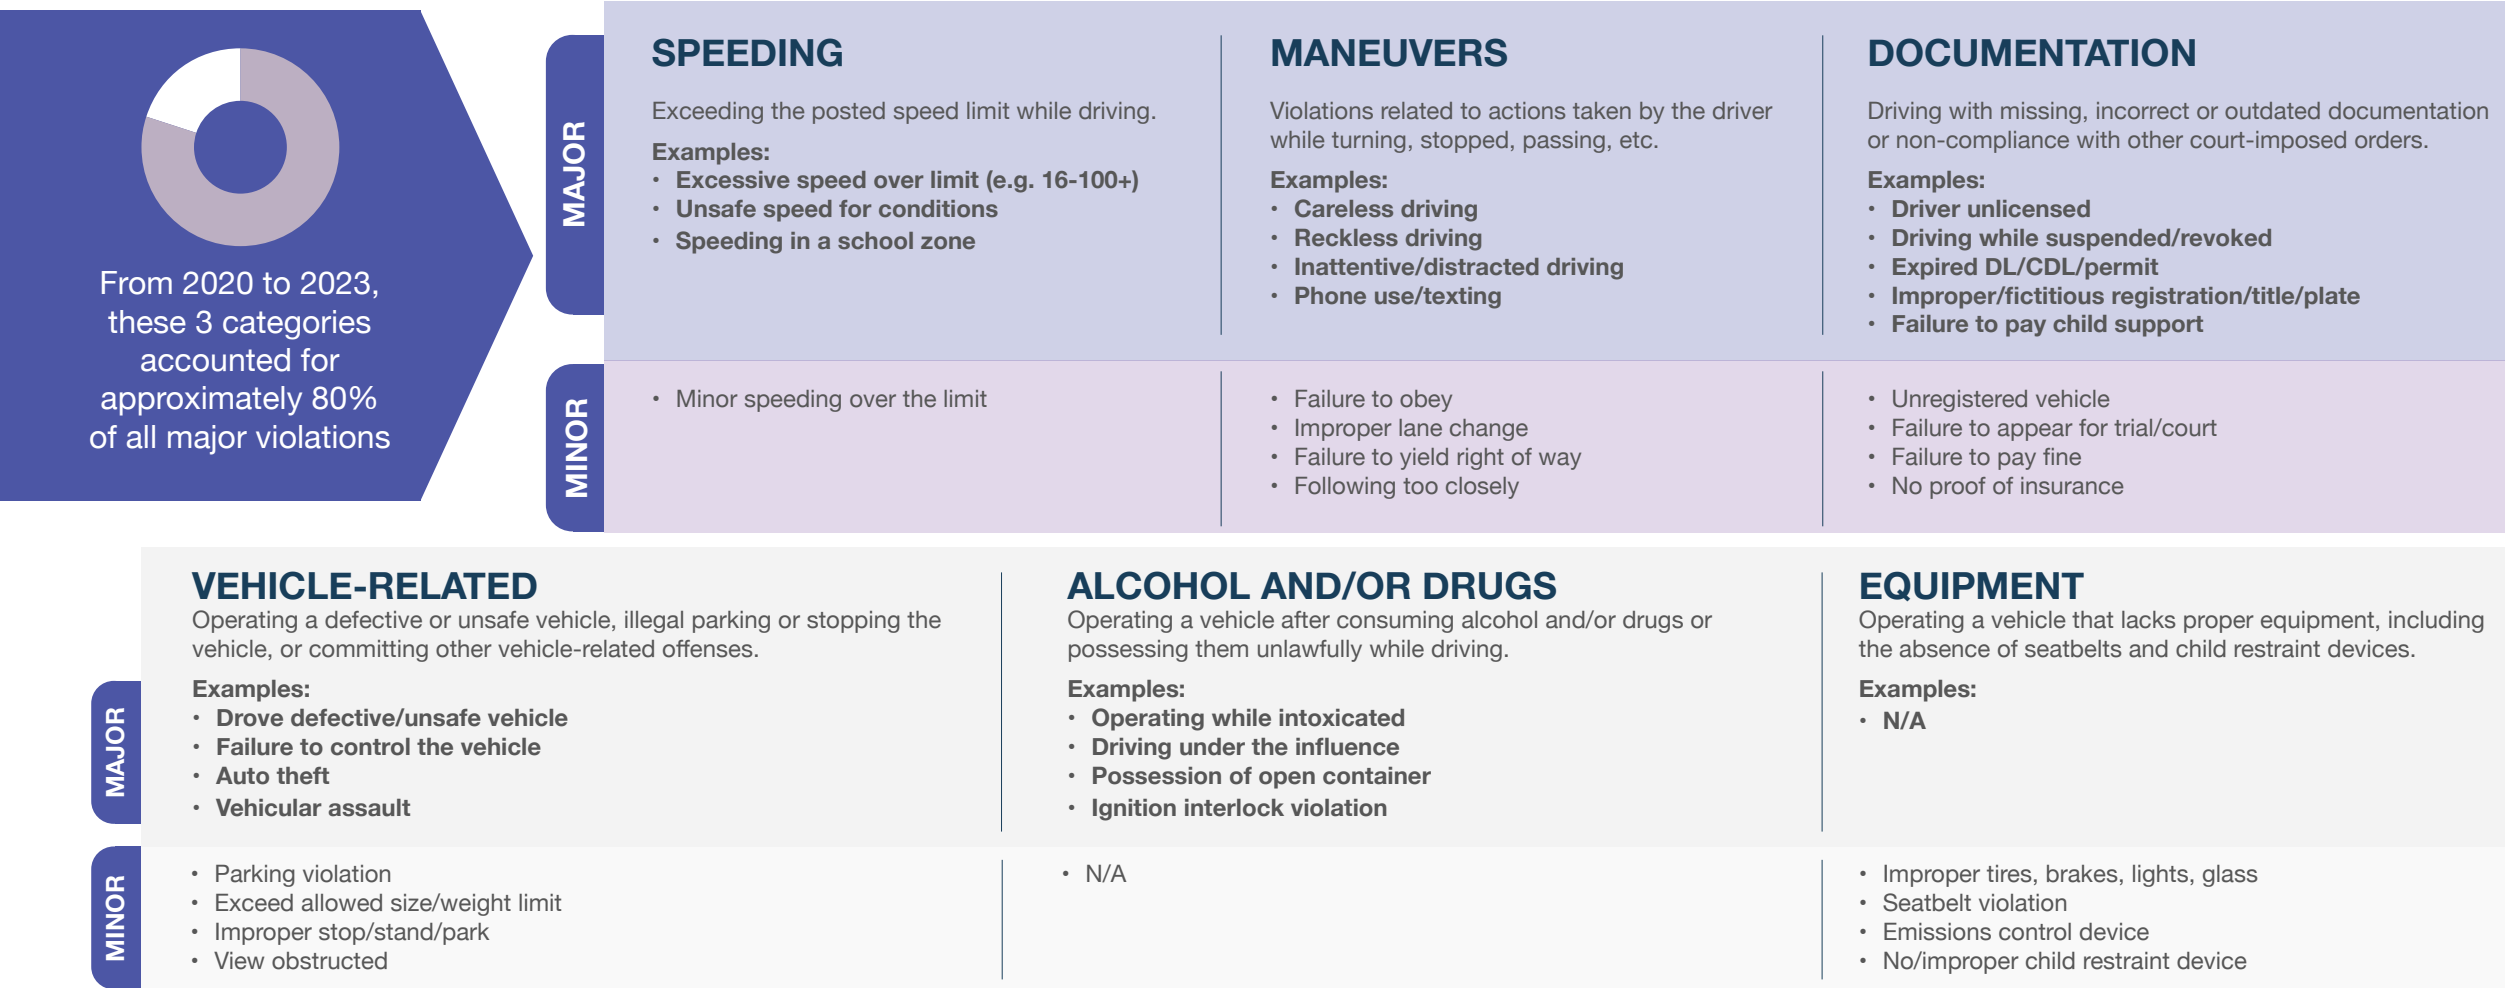 From 2020 to 2023,
these 3 categories
accounted for
approximately 80%
of all major violations
MAJOR
SPEEDING
Exceeding the posted speed limit while driving.
Examples:
• Excessive speed over limit (e.g. 16-100+)
• Unsafe speed for conditions
• Speeding in a school zone
MANEUVERS
Violations related to actions taken by the driver
while turning, stopped, passing, etc.
Examples:
• Careless driving
• Reckless driving
• Inattentive/distracted driving
• Phone use/texting
DOCUMENTATION
Driving with missing, incorrect or outdated documentation
or non-compliance with other court-imposed orders.
Examples:
• Driver unlicensed
• Driving while suspended/revoked
• Expired DL/CDL/permit
• Improper/fictitious registration/title/plate
• Failure to pay child support
MINOR
• Minor speeding over the limit
• Failure to obey
• Improper lane change
• Failure to yield right of way
• Following too closely
• Unregistered vehicle
• Failure to appear for trial/court
• Failure to pay fine
• No proof of insurance
VEHICLE-RELATED
Operating a defective or unsafe vehicle, illegal parking or stopping the
vehicle, or committing other vehicle-related offenses.
MAJOR
Examples:
• Drove defective/unsafe vehicle
• Failure to control the vehicle
• Auto theft
• Vehicular assault
ALCOHOL AND/OR DRUGS
Operating a vehicle after consuming alcohol and/or drugs or
possessing them unlawfully while driving.
Examples:
• Operating while intoxicated
• Driving under the influence
• Possession of open container
• Ignition interlock violation
EQUIPMENT
Operating a vehicle that lacks proper equipment, including
the absence of seatbelts and child restraint devices.
Examples:
• N/A
MINOR
• Parking violation
• Exceed allowed size/weight limit
• Improper stop/stand/park
• View obstructed
• N/A
• Improper tires, brakes, lights, glass
• Seatbelt violation
• Emissions control device
• No/improper child restraint device